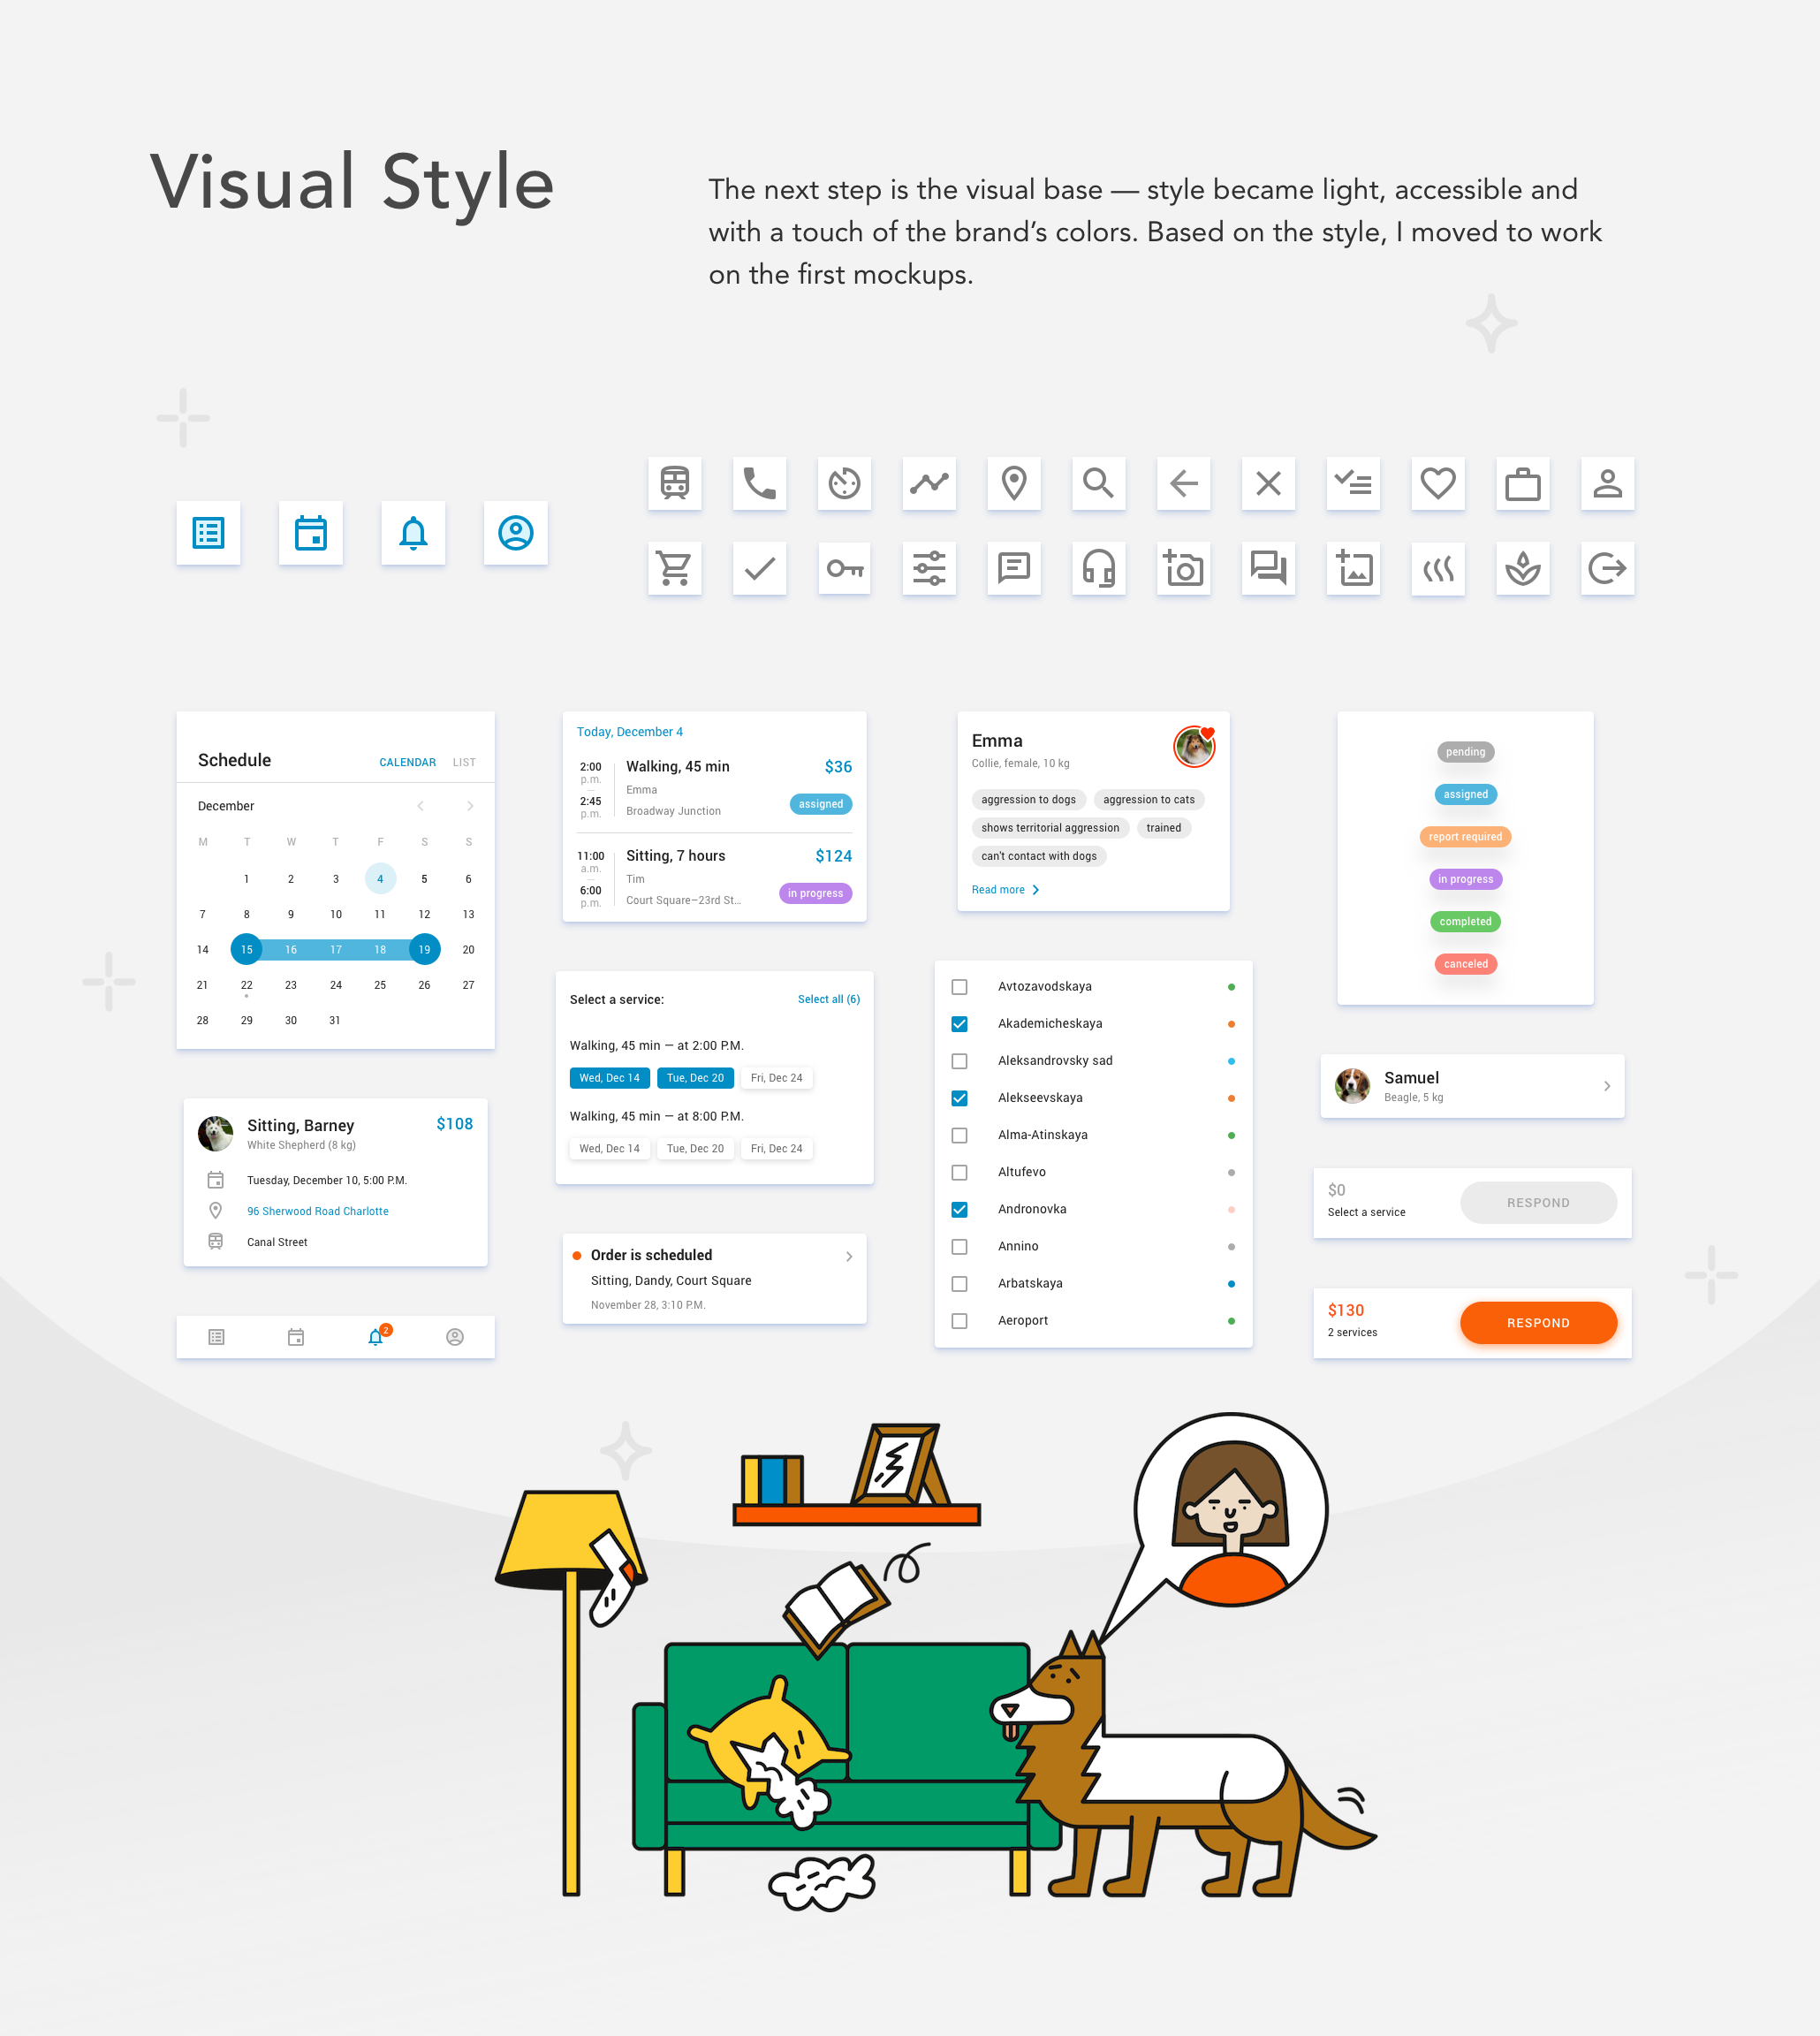 Visual Style
The next step is the visual base — style became light, accessible and
with a touch of the brand's colors. Based on the style, I moved to work
on the first mockups.
Schedule
CALENDAR LIST
December
M T W T F S S
1 2 3 4 5 6
7 8 9 10 11 12 13
14 15 16 17 18 19 20
21 22 23 24 25 26 27
28 29 30 31
Sitting, Barney
$108
White Shepherd (8 kg)
Tuesday, December 10, 5:00 P.M.
96 Sherwood Road Charlotte
Canal Street
2
Today, December 4
2:00
p.m.
—
2:45
p.m.
Walking, 45 min
$36
Emma
Broadway Junction
assigned
11:00
a.m.
—
6:00
p.m.
Sitting, 7 hours
$124
Tim
Court Square–23rd St...
in progress
Select a service:
Select all (6)
Walking, 45 min — at 2:00 P.M.
Wed, Dec 14 Tue, Dec 20 Fri, Dec 24
Walking, 45 min — at 8:00 P.M.
Wed, Dec 14 Tue, Dec 20 Fri, Dec 24
Order is scheduled
Sitting, Dandy, Court Square
November 28, 3:10 P.M.
Emma
Collie, female, 10 kg
aggression to dogs aggression to cats
shows territorial aggression trained
can't contact with dogs
Read more
Avtozavodskaya
Akademicheskaya
Aleksandrovsky sad
Alekseevskaya
Alma-Atinskaya
Altufevo
Andronovka
Annino
Arbatskaya
Aeroport
pending
assigned
report required
in progress
completed
canceled
Samuel
Beagle, 5 kg
$0
Select a service
RESPOND
$130
2 services
RESPOND